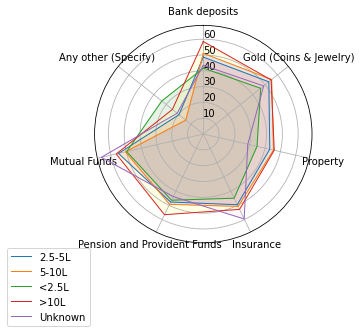 Bank deposits
60
50
40
30
20
10
Any other (Specify)
Gold (Coins & Jewelry)
Mutual Funds
Property
Pension and Provident Funds
Insurance
2.5-5L
5-10L
<2.5L
>10L
Unknown